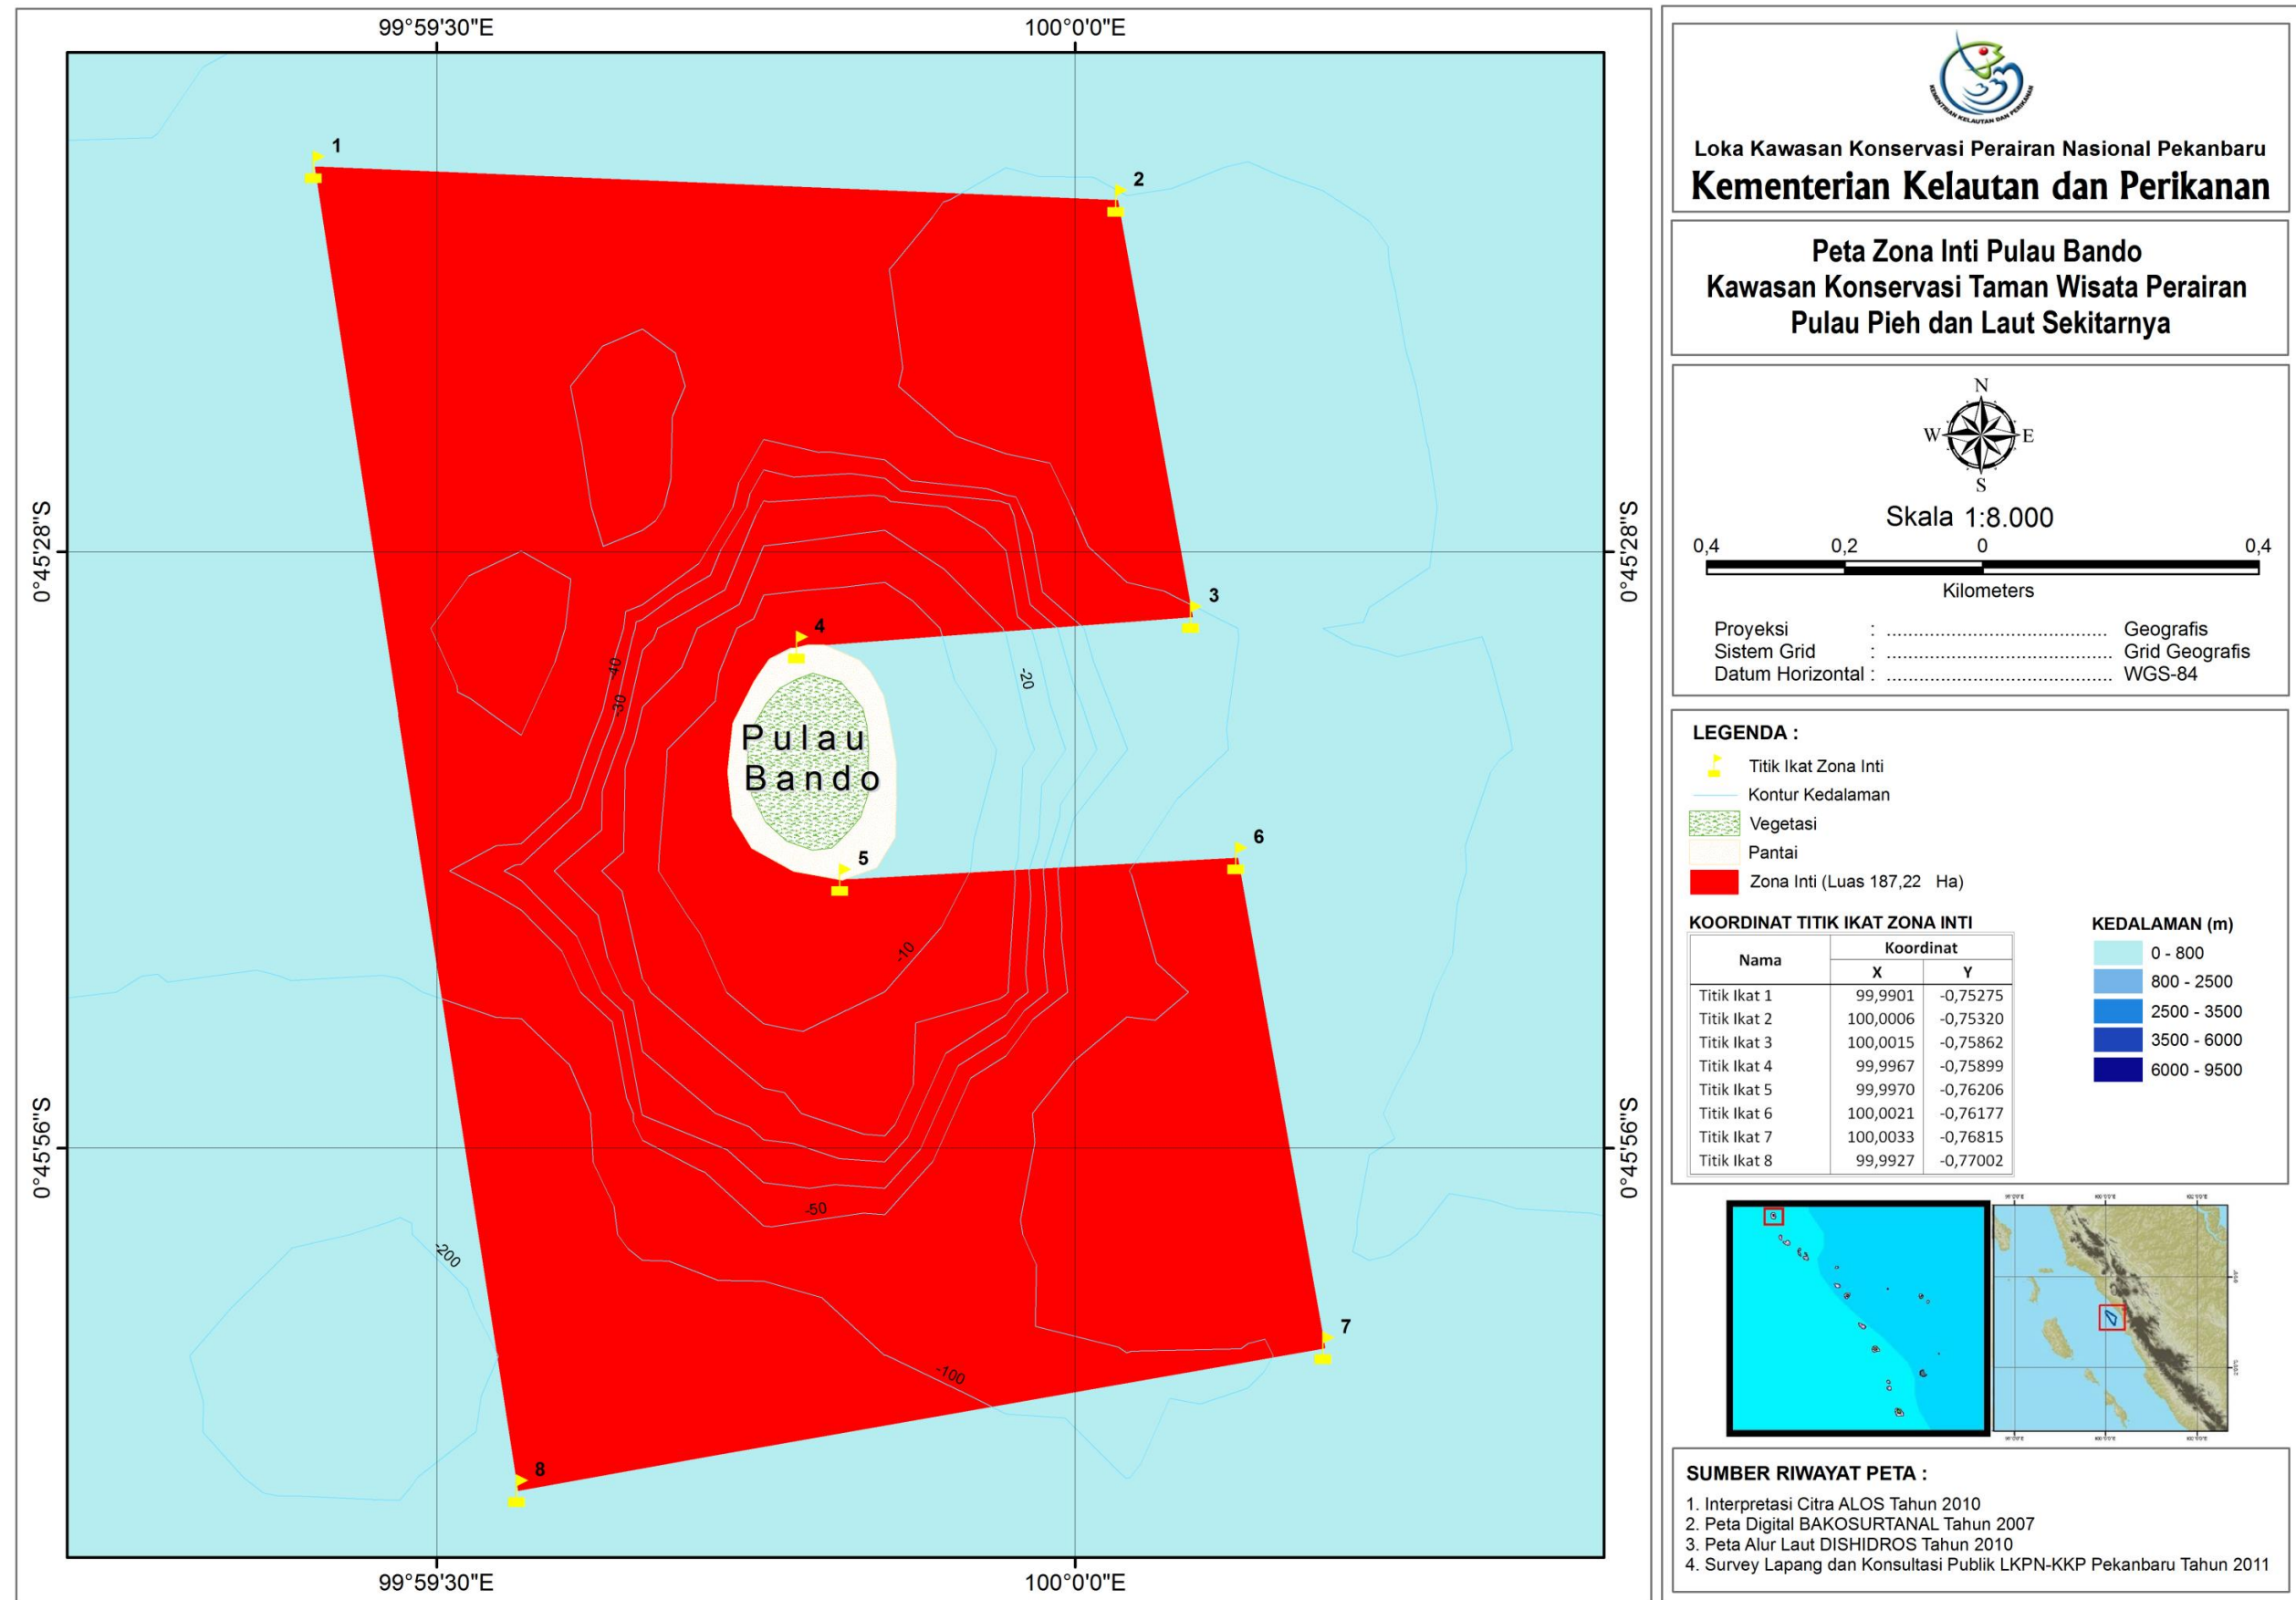 99°59'30"E
100°0'0"E
0°45'28"S
0°45'28"S
0°45'56"S
0°45'56"S
99°59'30"E
100°0'0"E
1
2
3
4
5
6
7
8
Pulau
Bando
-40
-30
-20
-10
-50
-200
-100
KEMENTRIAN KELAUTAN DAN PERIKANAN
Loka Kawasan Konservasi Perairan Nasional Pekanbaru
Kementerian Kelautan dan Perikanan
Peta Zona Inti Pulau Bando
Kawasan Konservasi Taman Wisata Perairan
Pulau Pieh dan Laut Sekitarnya
N
W E
S
Skala 1:8.000
0,4 0,2 0 0,4
Kilometers
Proyeksi : ................................... Geografis
Sistem Grid : .................................... Grid Geografis
Datum Horizontal : .................................... WGS-84
LEGENDA :
Titik Ikat Zona Inti
Kontur Kedalaman
Vegetasi
Pantai
Zona Inti (Luas 187,22 Ha)
KOORDINAT TITIK IKAT ZONA INTI
Nama Koordinat
X Y
Titik Ikat 1 99,9901 -0,75275
Titik Ikat 2 100,0006 -0,75320
Titik Ikat 3 100,0015 -0,75862
Titik Ikat 4 99,9967 -0,75899
Titik Ikat 5 99,9970 -0,76206
Titik Ikat 6 100,0021 -0,76177
Titik Ikat 7 100,0033 -0,76815
Titik Ikat 8 99,9927 -0,77002
KEDALAMAN (m)
0 - 800
800 - 2500
2500 - 3500
3500 - 6000
6000 - 9500
SUMBER RIWAYAT PETA :
1. Interpretasi Citra ALOS Tahun 2010
2. Peta Digital BAKOSURTANAL Tahun 2007
3. Peta Alur Laut DISHIDROS Tahun 2010
4. Survey Lapang dan Konsultasi Publik LKPN-KKP Pekanbaru Tahun 2011